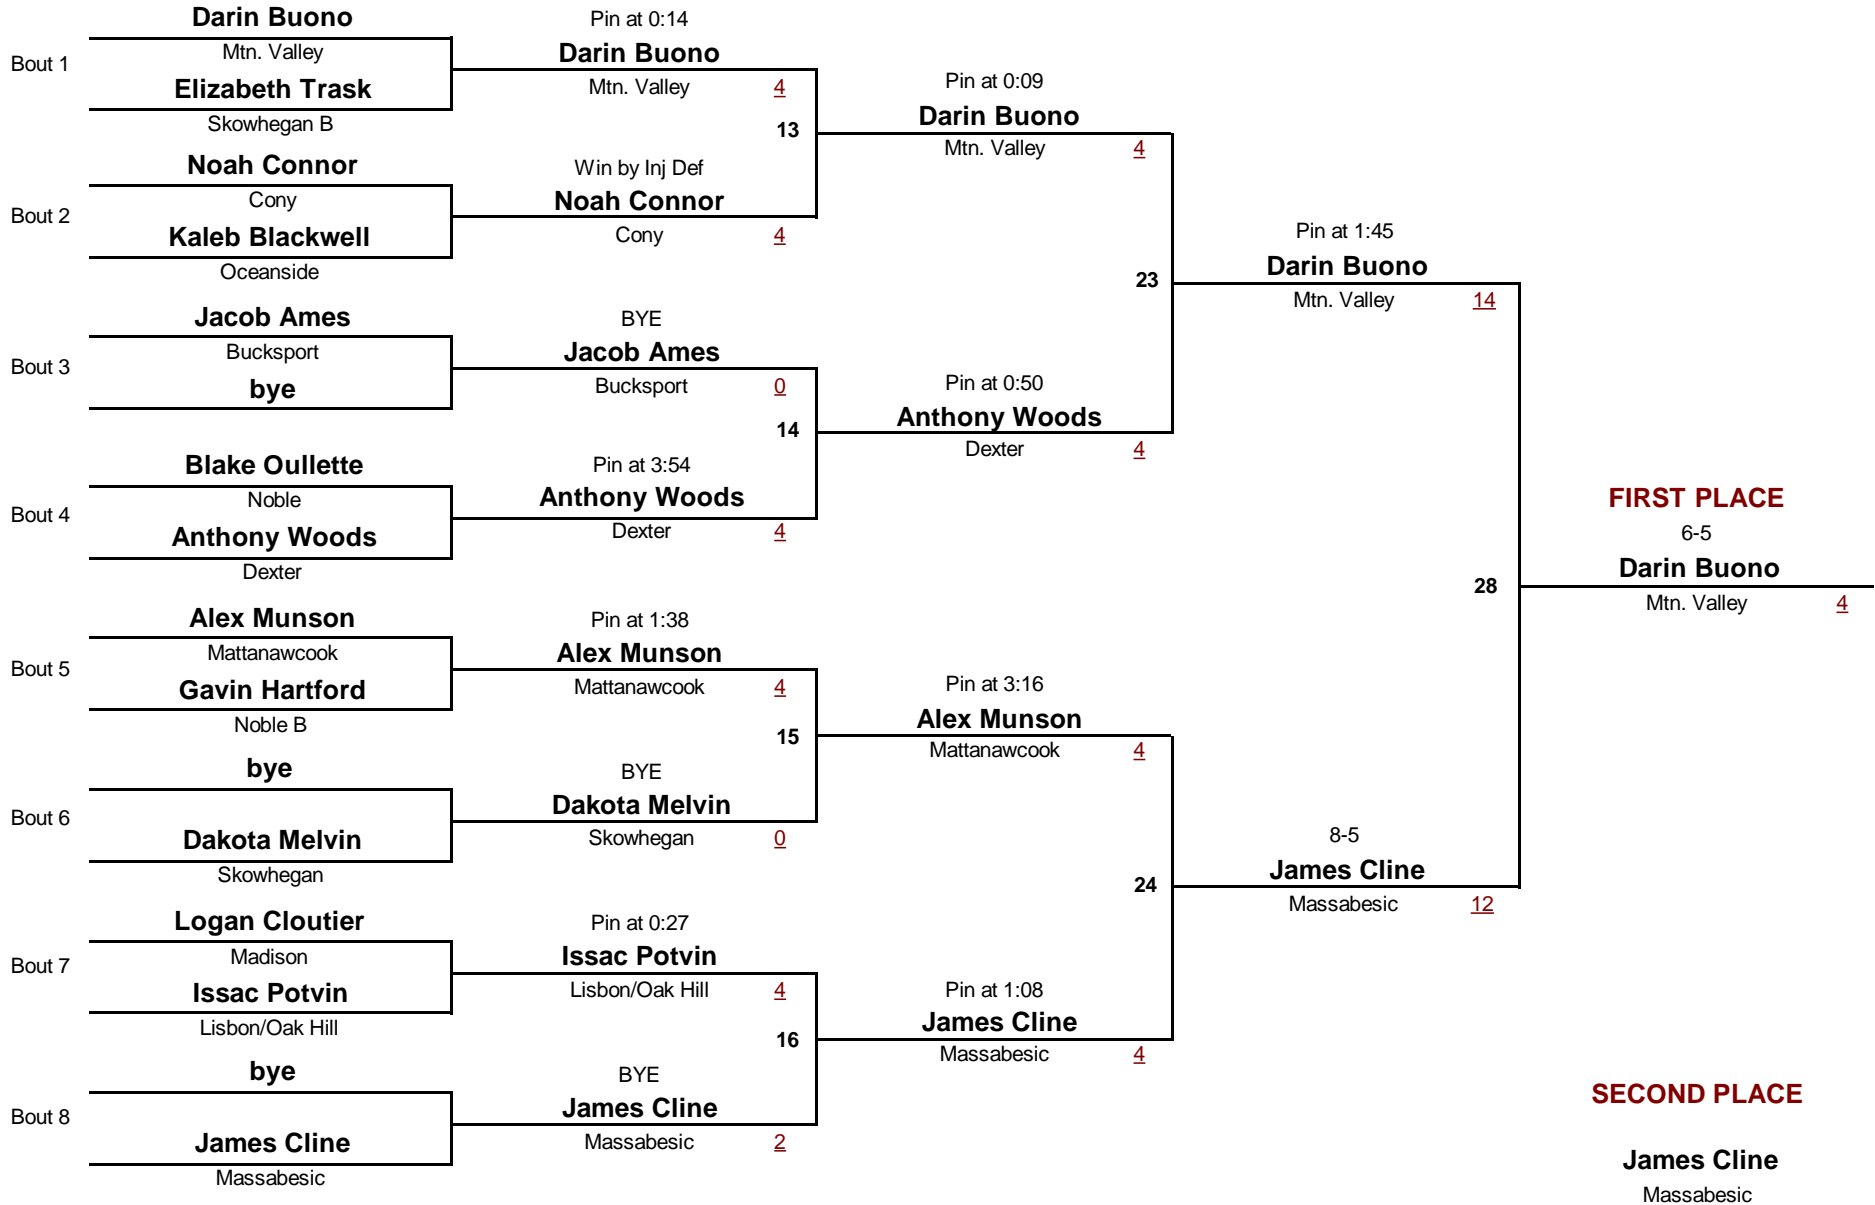 Darin Buono
Bout 1
Mtn. Valley
Elizabeth Trask
Skowhegan B
Noah Connor
Bout 2
Cony
Kaleb Blackwell
Oceanside
Jacob Ames
Bout 3
Bucksport
bye
Blake Oullette
Bout 4
Noble
Anthony Woods
Dexter
Alex Munson
Bout 5
Mattanawcook
Gavin Hartford
Noble B
bye
Bout 6
Dakota Melvin
Skowhegan
Logan Cloutier
Bout 7
Madison
Issac Potvin
Lisbon/Oak Hill
bye
Bout 8
James Cline
Massabesic
Pin at 0:14
Darin Buono
Mtn. Valley 4
13
Win by Inj Def
Noah Connor
Cony 4
BYE
Jacob Ames
Bucksport 0
14
Pin at 3:54
Anthony Woods
Dexter 4
Pin at 1:38
Alex Munson
Mattanawcook 4
15
BYE
Dakota Melvin
Skowhegan 0
Pin at 0:27
Issac Potvin
Lisbon/Oak Hill 4
16
BYE
James Cline
Massabesic 2
Pin at 0:09
Darin Buono
Mtn. Valley 4
23
Pin at 0:50
Anthony Woods
Dexter 4
Pin at 3:16
Alex Munson
Mattanawcook 4
24
Pin at 1:08
James Cline
Massabesic 4
Pin at 1:45
Darin Buono
Mtn. Valley 14
28
8-5
James Cline
Massabesic 12
FIRST PLACE
6-5
Darin Buono
Mtn. Valley 4
SECOND PLACE
James Cline
Massabesic